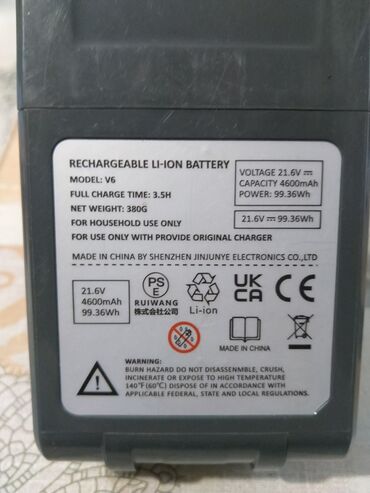 RECHARGEABLE LI-ION BATTERY
MODEL: V6
FULL CHARGE TIME: 3.5H
NET WEIGHT: 380G
FOR HOUSEHOLD USE ONLY
FOR USE ONLY WITH PROVIDE ORIGINAL CHARGER
VOLTAGE 21.6V⎓
CAPACITY 4600mAh
POWER: 99.36Wh
21.6V⎓ 99.36Wh
MADE IN CHINA BY SHENZHEN JINJUNYE ELECTRONICS CO.,LTD
21.6V
4600mAh
99.36Wh
PS
E
RUIWANG
株式会社
Li-ion
UK
CA
CE
MADE IN CHINA
WARNING:
BURN HAZARD DO NOT DISASSEMBLE, CRUSH,
INCINERATE OR EXPOSE TO MORE THAN
140°F(60°C) DISPOSE OF IN ACCORDANCE WITH
APPLICABLE FEDERAL, STATE AND LOCAL REGULATIONS.